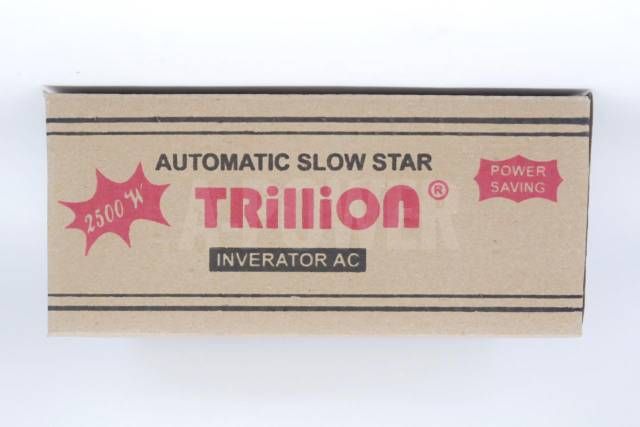 AUTOMATIC SLOW STAR
2500 W
TRilliON®
POWER
SAVING
INVERATOR AC